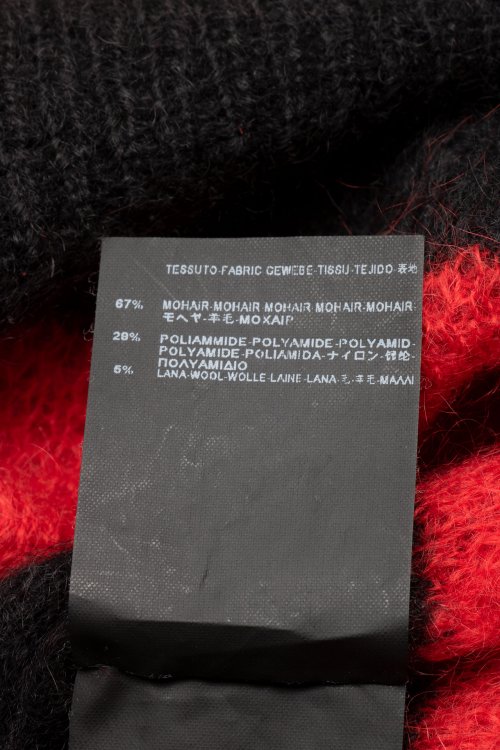 TESSUTO-FABRIC GEWEBE-TISSU-TEJIDO-表地
67% MOHAIR-MOHAIR MOHAIR MOHAIR-MOHAIR-
モヘヤ-羊毛-ΜΟΧΑΙΡ
28% POLIAMMIDE-POLYAMIDE-POLYAMID-
POLYAMIDE-POLIAMIDA-ナイロン-锦纶-
ΠΟΛΥΑΜΙΔΙΟ
5% LANA-WOOL-WOLLE-LAINE-LANA-毛-羊毛-ΜΑΛΛΙ